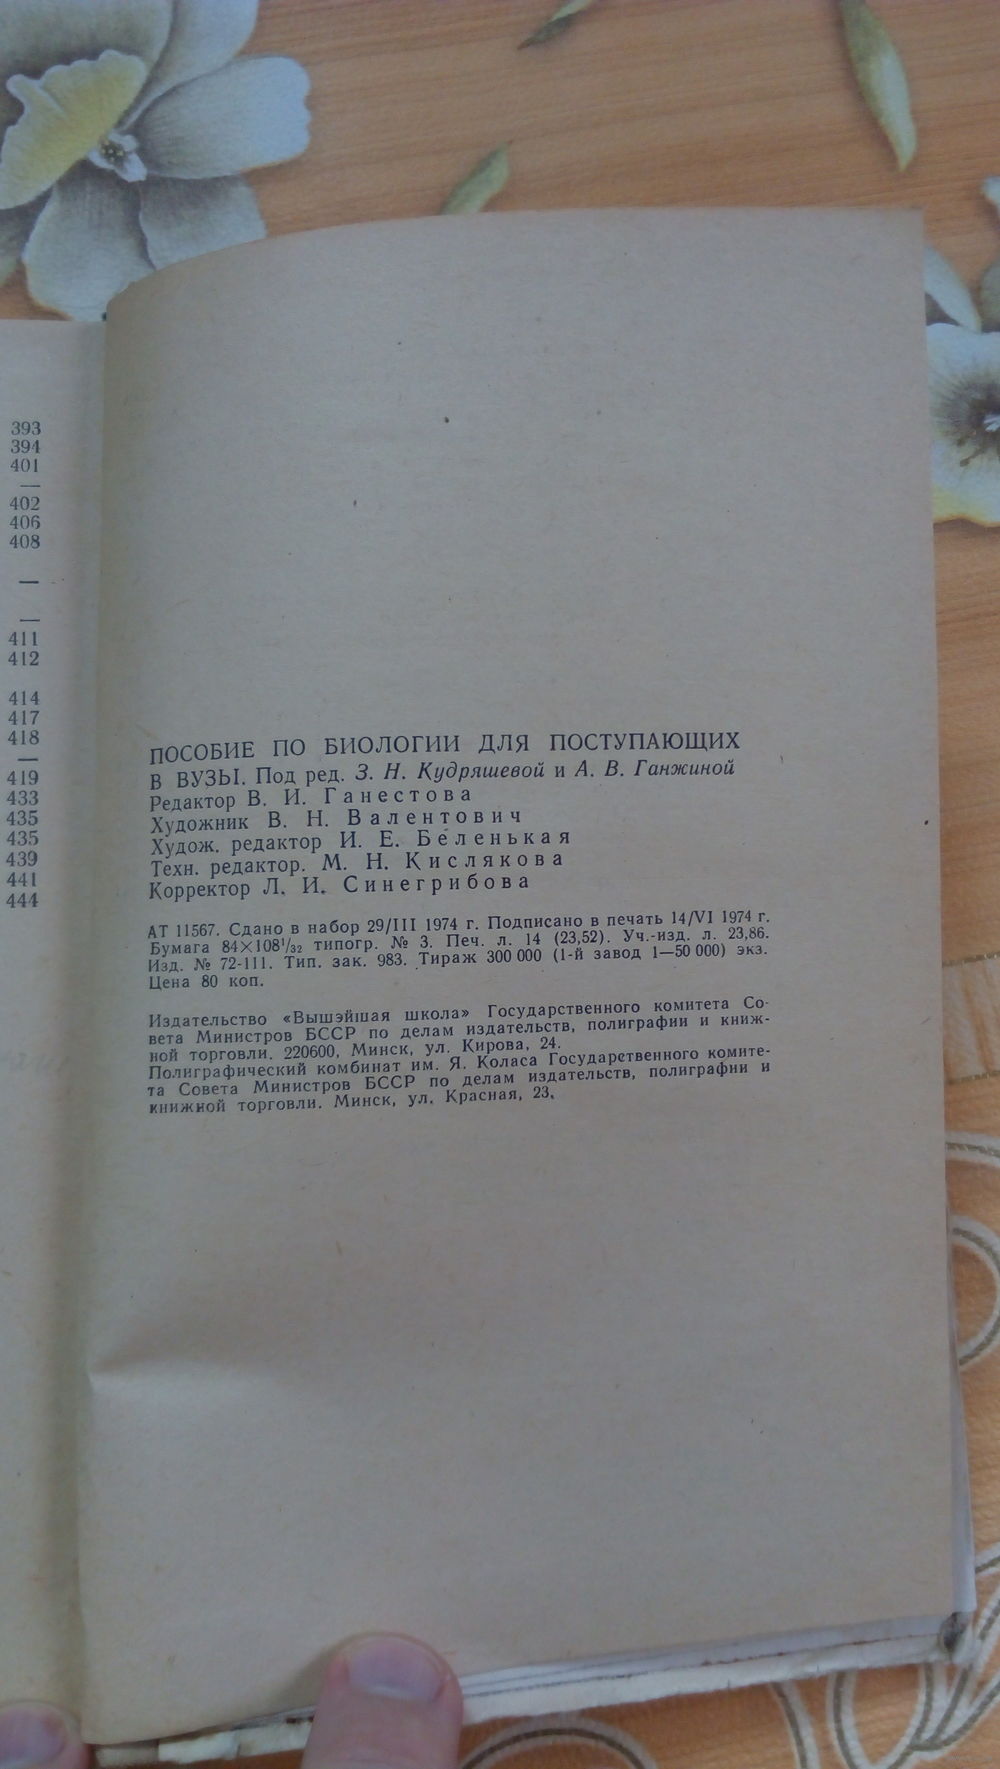 393
394
401
—
402
406
408
—
—
411
412
414
417
418
—
419
433
435
435
439
441
444
ПОСОБИЕ ПО БИОЛОГИИ ДЛЯ ПОСТУПАЮЩИХ
В ВУЗЫ. Под ред. З. Н. Кудряшевой и А. В. Ганжиной
Редактор В. И. Ганестова
Художник В. Н. Валентович
Худож. редактор И. Е. Беленькая
Техн. редактор. М. Н. Кислякова
Корректор Л. И. Синегрибова
АТ 11567. Сдано в набор 29/III 1974 г. Подписано в печать 14/VI 1974 г.
Бумага 84×108¹/₃₂ типогр. № 3. Печ. л. 14 (23,52). Уч.-изд. л. 23,86.
Изд. № 72-111. Тип. зак. 983. Тираж 300 000 (1-й завод 1—50 000) экз.
Цена 80 коп.
Издательство «Вышэйшая школа» Государственного комитета Со-
вета Министров БССР по делам издательств, полиграфии и книж-
ной торговли. 220600, Минск, ул. Кирова, 24.
Полиграфический комбинат им. Я. Коласа Государственного комите-
та Совета Министров БССР по делам издательств, полиграфии и
книжной торговли. Минск, ул. Красная, 23.